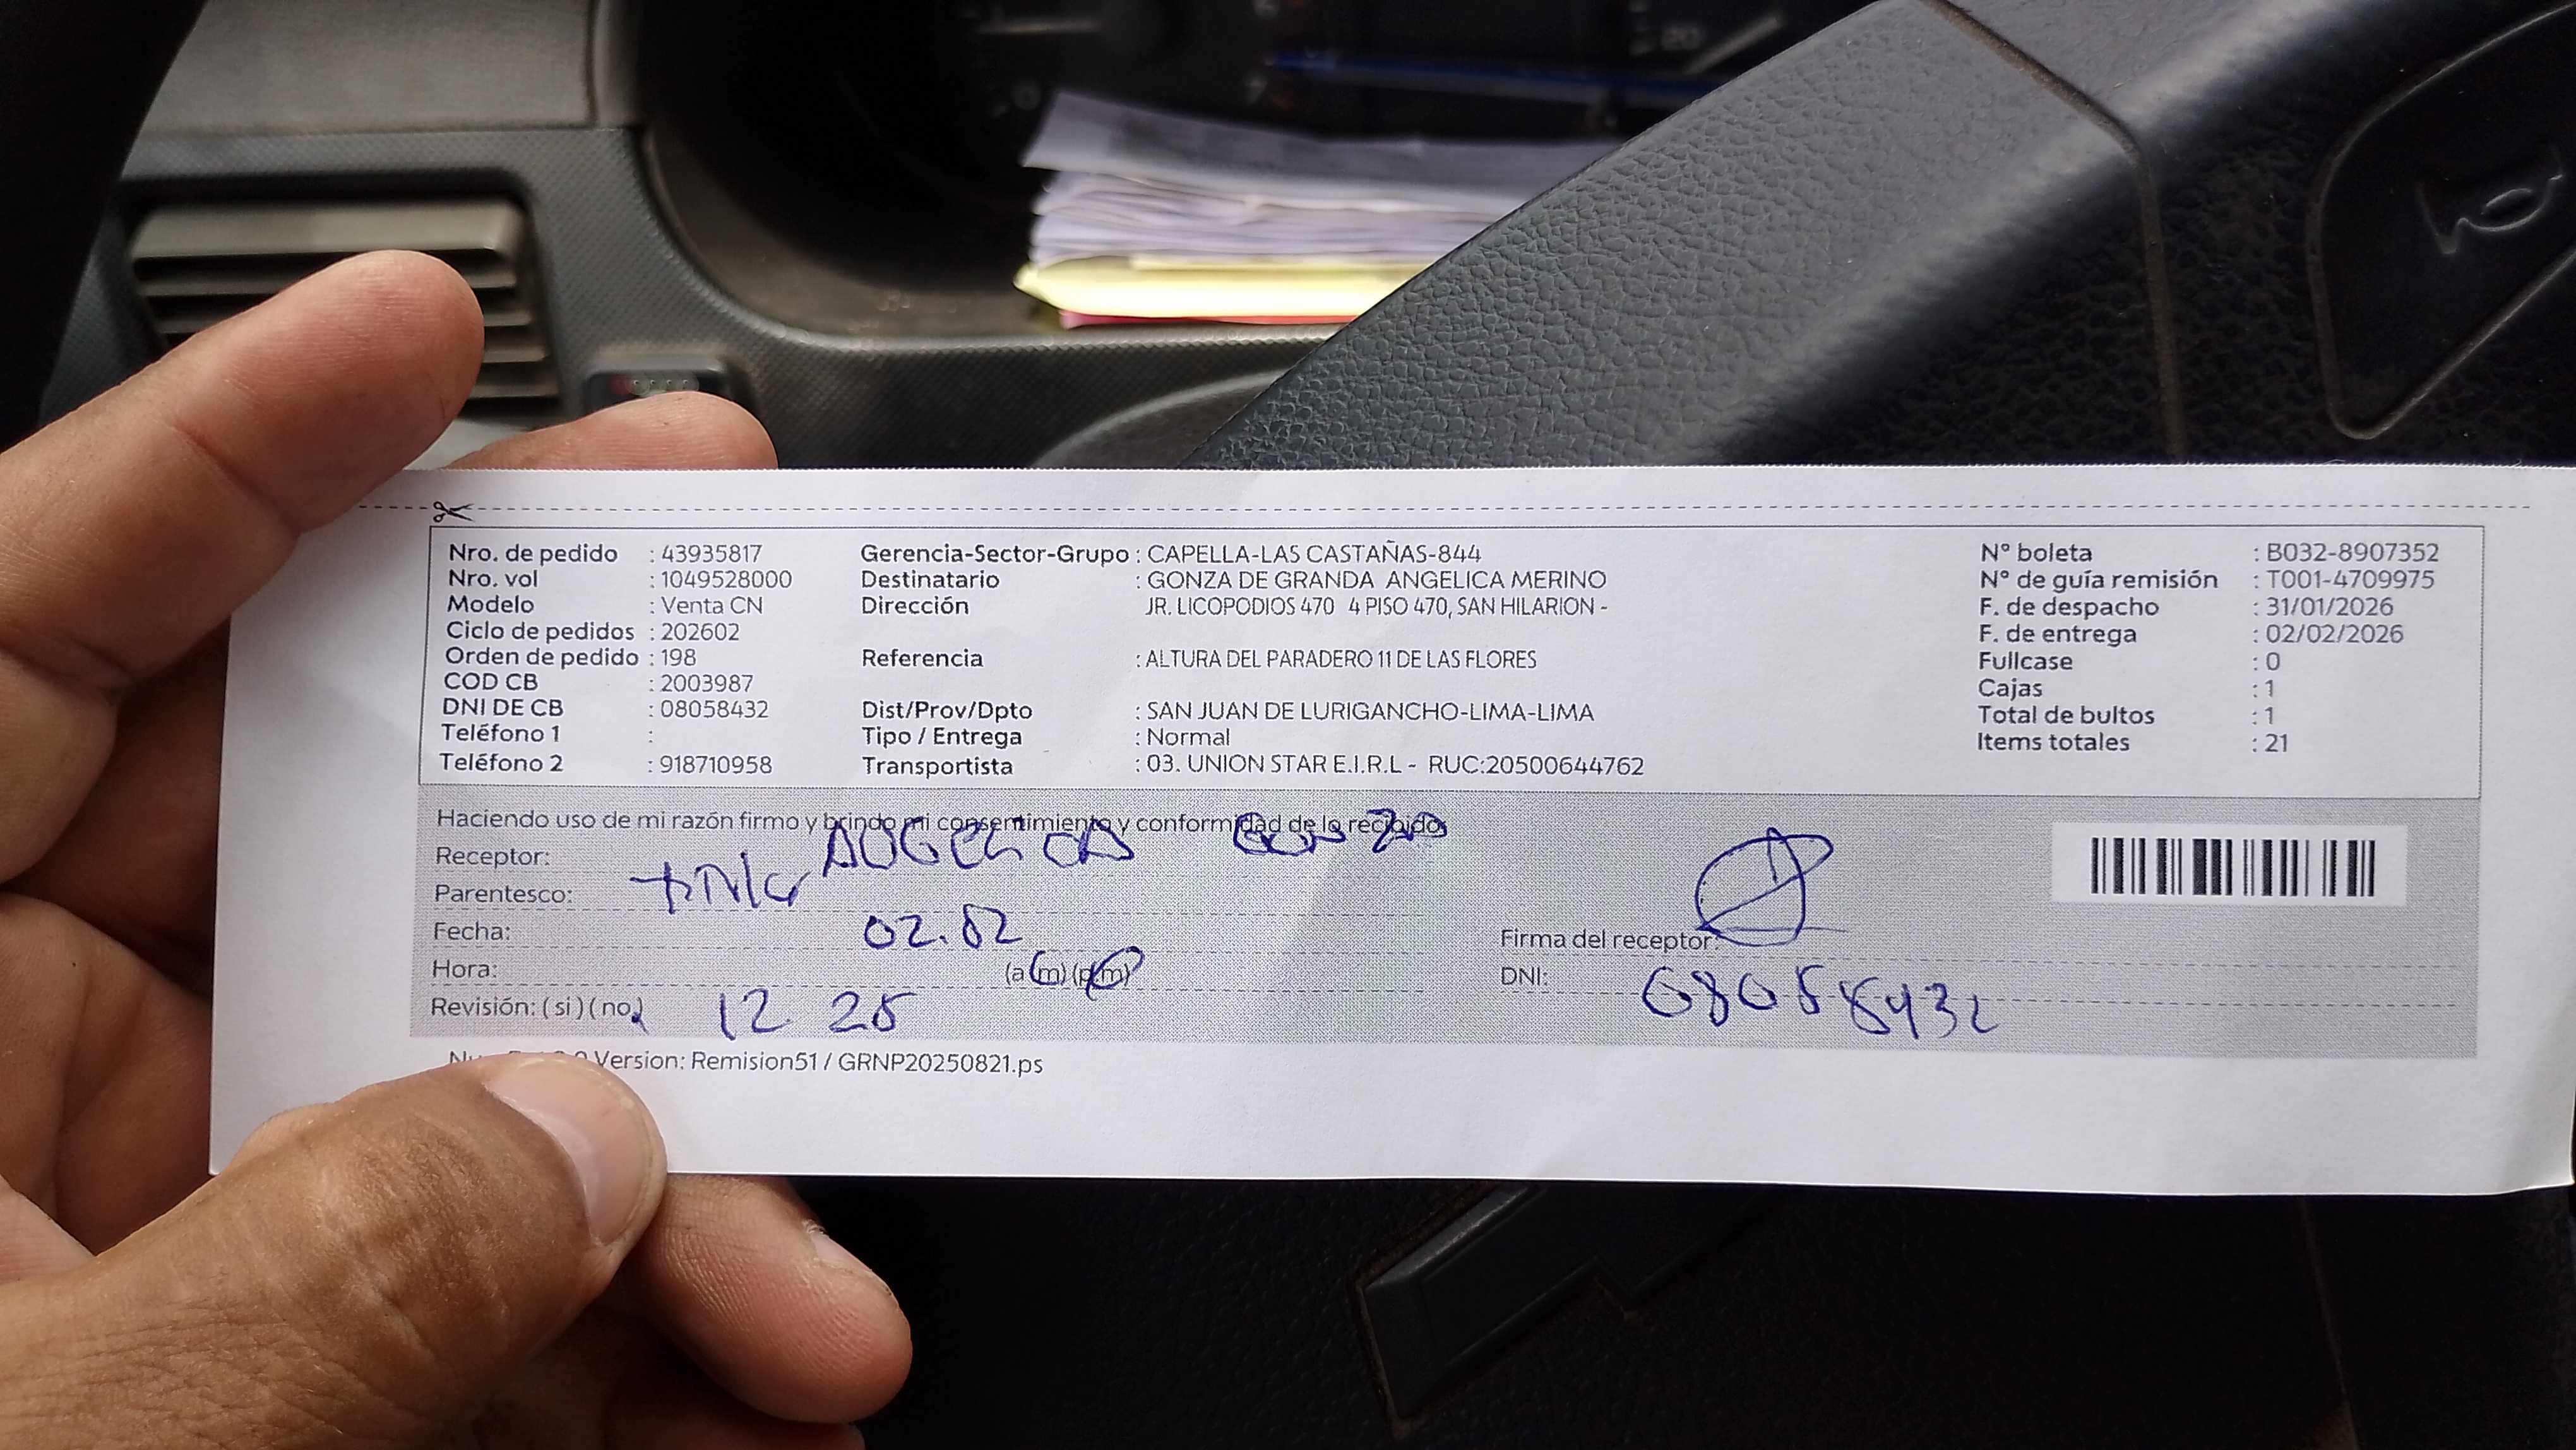 Nro. de pedido : 43935817 Gerencia-Sector-Grupo : CAPELLA-LAS CASTAÑAS-844 N° boleta : B032-8907352
Nro. vol : 1049528000 Destinatario : GONZA DE GRANDA ANGELICA MERINO N° de guía remisión : T001-4709975
Modelo : Venta CN Dirección JR. LICOPODIOS 470 4 PISO 470, SAN HILARION - F. de despacho : 31/01/2026
Ciclo de pedidos : 202602 F. de entrega : 02/02/2026
Orden de pedido : 198 Referencia : ALTURA DEL PARADERO 11 DE LAS FLORES Fullcase : 0
COD CB : 2003987 Cajas : 1
DNI DE CB : 08058432 Dist/Prov/Dpto : SAN JUAN DE LURIGANCHO-LIMA-LIMA Total de bultos : 1
Teléfono 1 : Tipo / Entrega : Normal Items totales : 21
Teléfono 2 : 918710958 Transportista : 03. UNION STAR E.I.R.L - RUC:20500644762
Haciendo uso de mi razón firmo y brindo mi consentimiento y conformidad de lo recibido
Receptor:
Parentesco:
Fecha: 02.02
Firma del receptor:
Hora: (a m) (p m)
DNI: 08058432
Revisión: ( si ) ( no ) 12 25
Version: Remision51 / GRNP20250821.ps
20